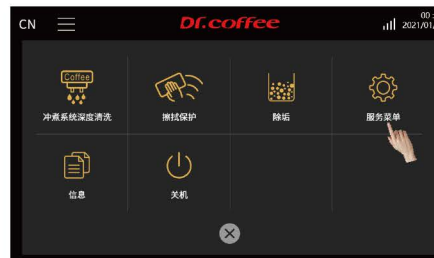 CN
Dr.coffee
00:
2021/01/
Coffee
冲煮系统深度清洗
擦拭保护
除垢
服务菜单
信息
关机